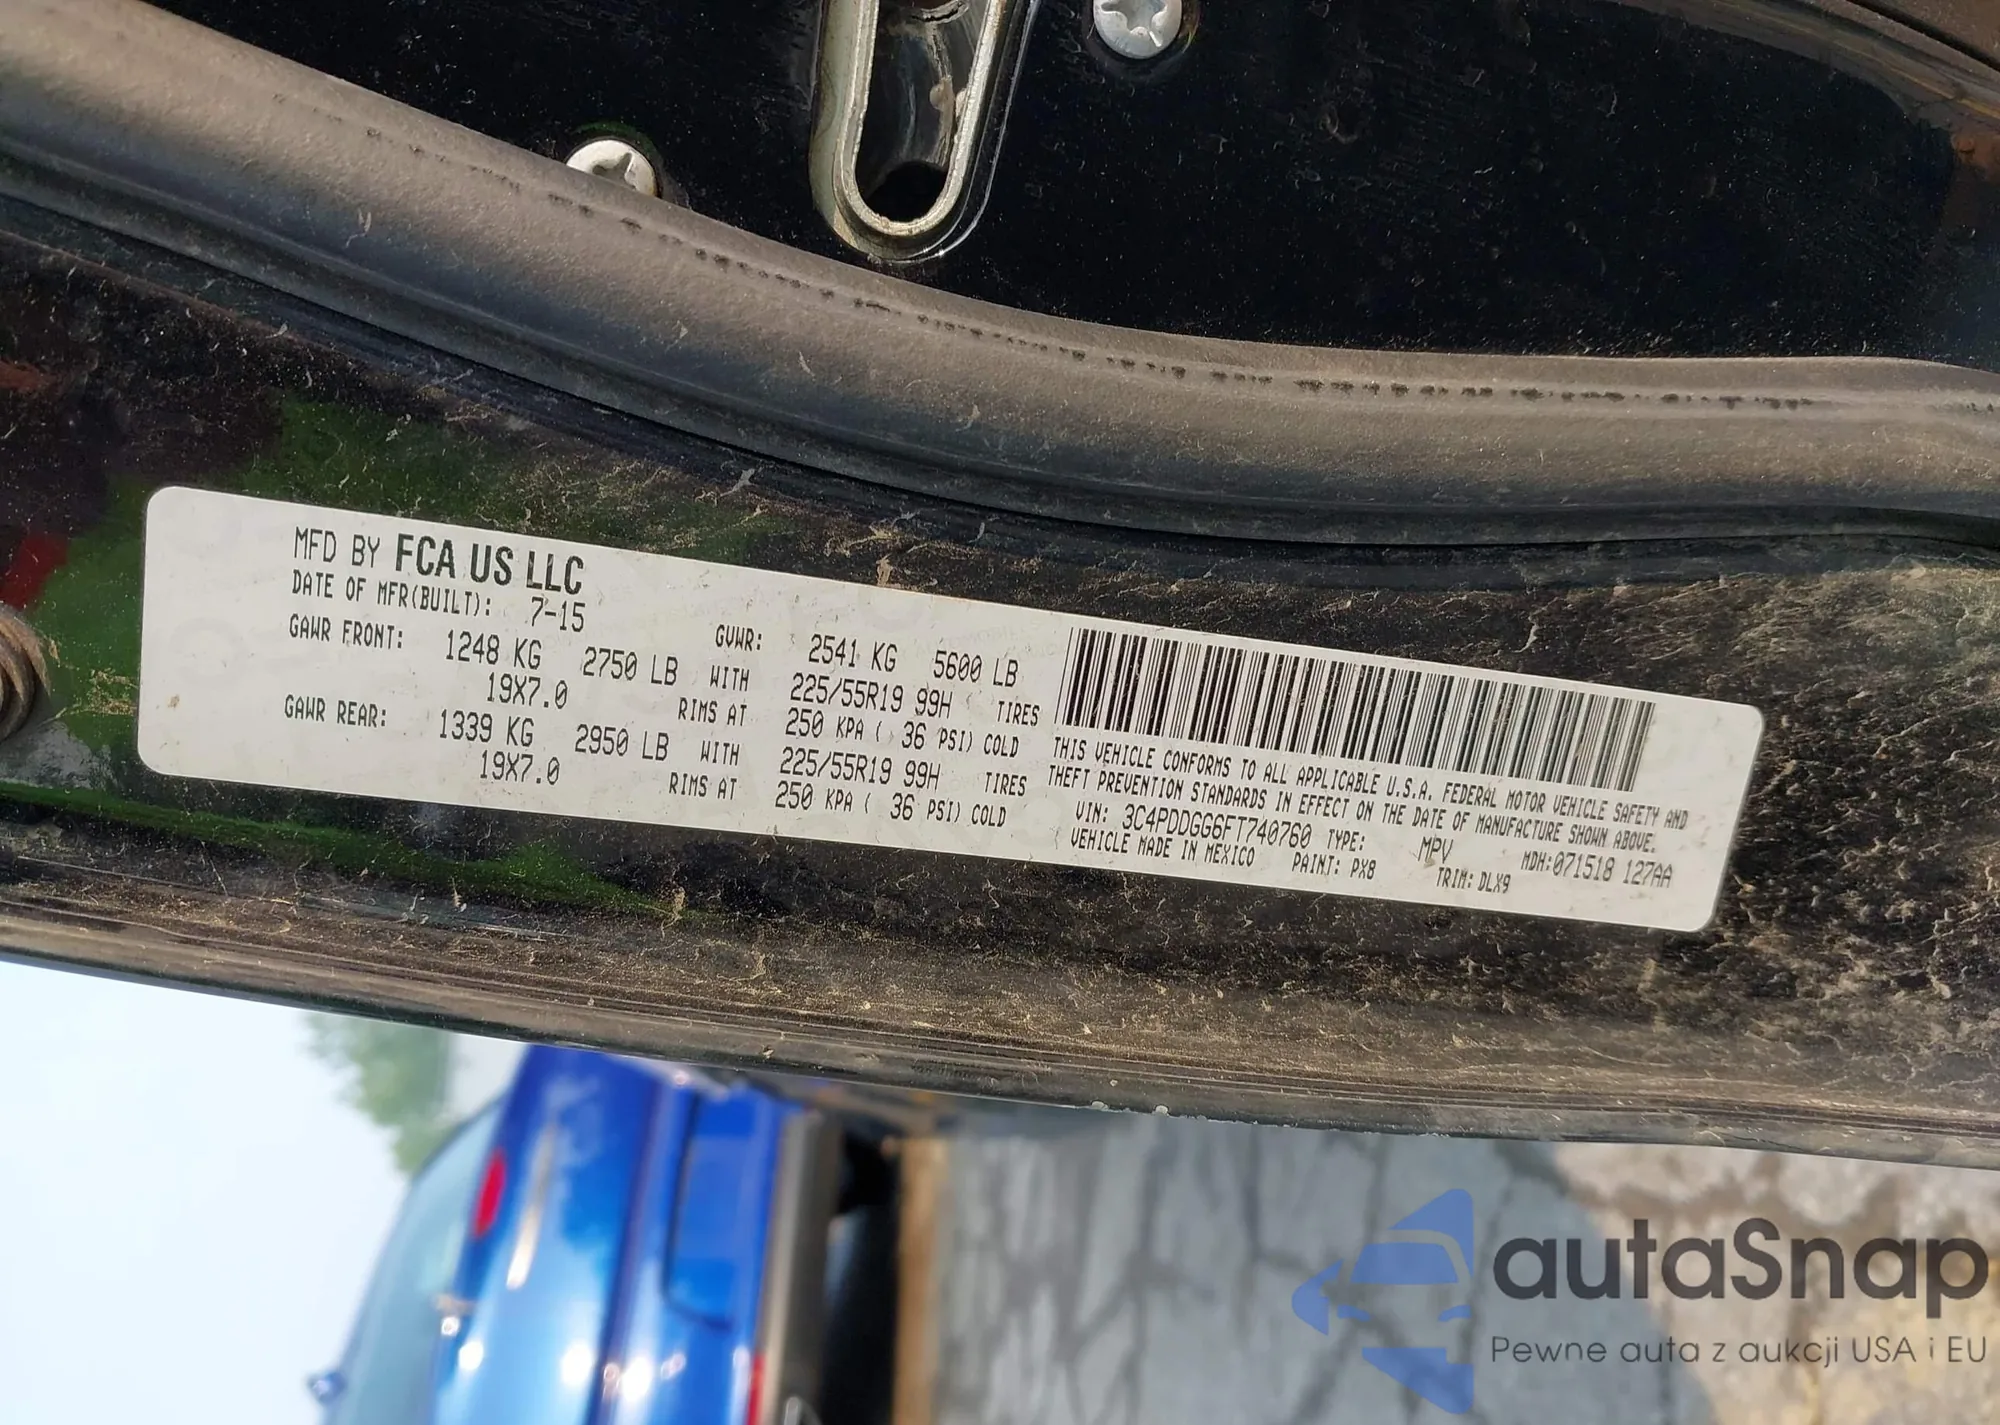 MFD BY FCA US LLC
DATE OF MFR(BUILT): 7-15
GVWR: 2541 KG 5600 LB
GAWR FRONT: 1248 KG 2750 LB WITH 225/55R19 99H TIRES
19X7.0 RIMS AT 250 KPA ( 36 PSI) COLD
GAWR REAR: 1339 KG 2950 LB WITH 225/55R19 99H TIRES
19X7.0 RIMS AT 250 KPA ( 36 PSI) COLD
THIS VEHICLE CONFORMS TO ALL APPLICABLE U.S.A. FEDERAL MOTOR VEHICLE SAFETY AND
THEFT PREVENTION STANDARDS IN EFFECT ON THE DATE OF MANUFACTURE SHOWN ABOVE.
VIN: 3C4PDDGG6FT740760 TYPE: MPV MDH:071518 127AA
VEHICLE MADE IN MEXICO PAINT: PX8 TRIM: DLX9
autaSnap
Pewne auta z aukcji USA i EU